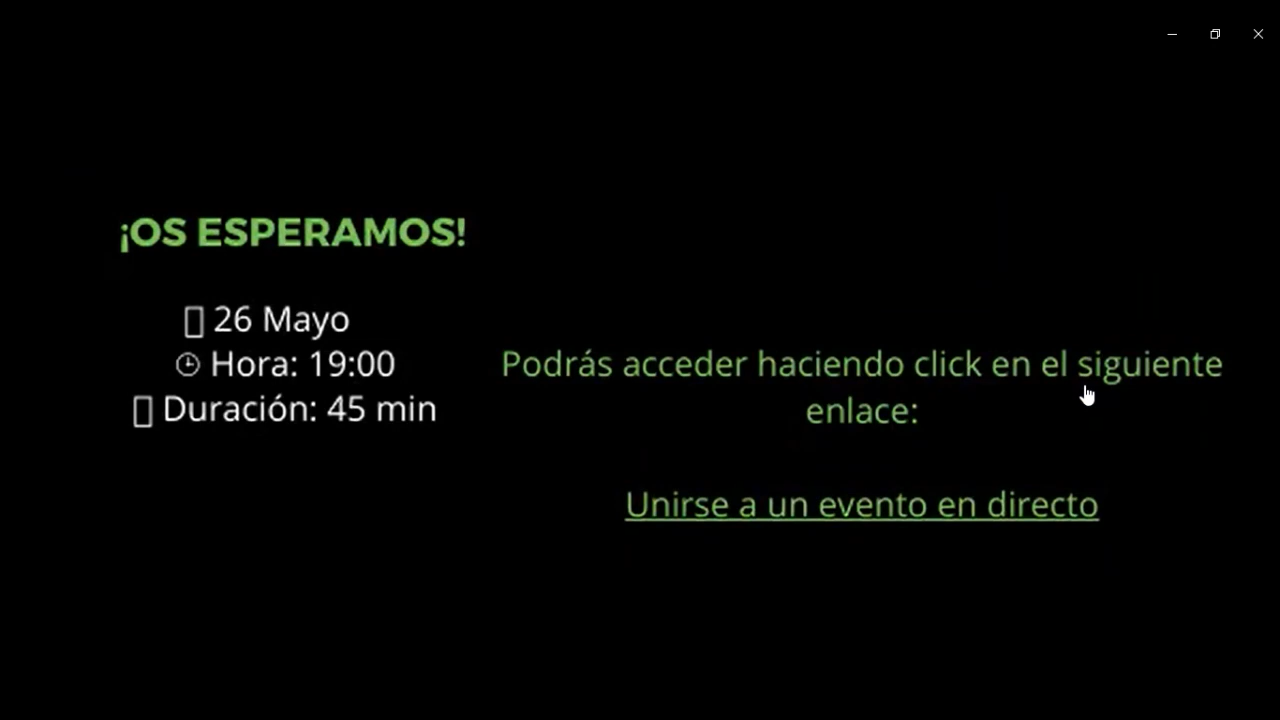 ¡OS ESPERAMOS!
26 Mayo
🕒 Hora: 19:00
Duración: 45 min
Podrás acceder haciendo click en el siguiente
enlace:
Unirse a un evento en directo